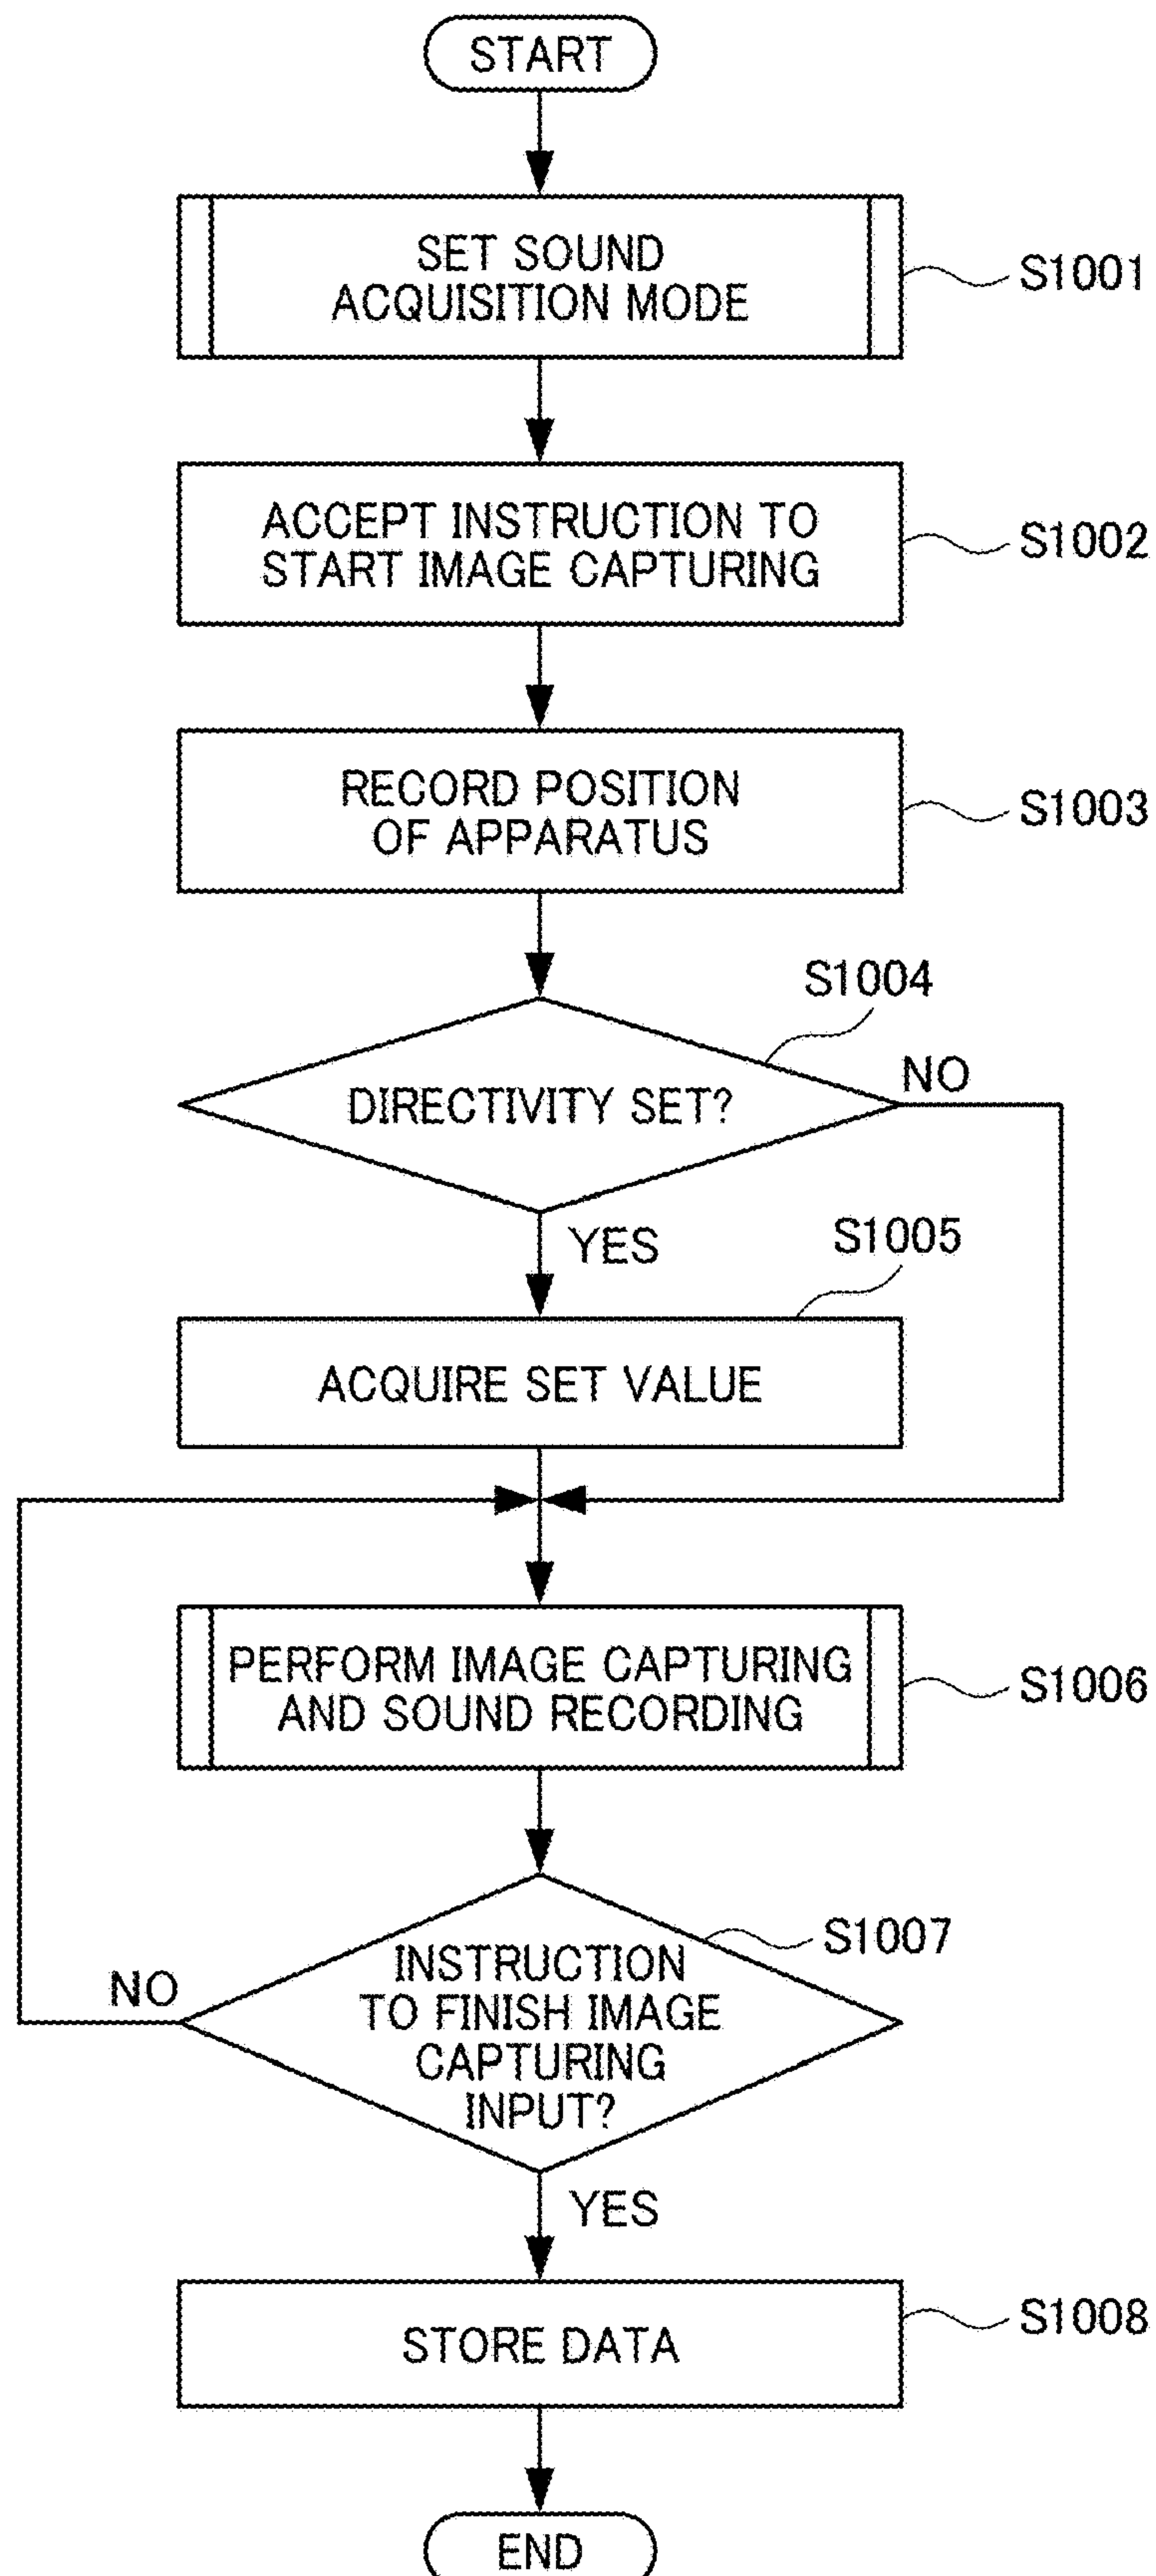 START
SET SOUND
ACQUISITION MODE
S1001
ACCEPT INSTRUCTION TO
START IMAGE CAPTURING
S1002
RECORD POSITION
OF APPARATUS
S1003
S1004
DIRECTIVITY SET?
NO
YES
S1005
ACQUIRE SET VALUE
PERFORM IMAGE CAPTURING
AND SOUND RECORDING
S1006
S1007
INSTRUCTION
TO FINISH IMAGE
CAPTURING
INPUT?
NO
YES
STORE DATA
S1008
END